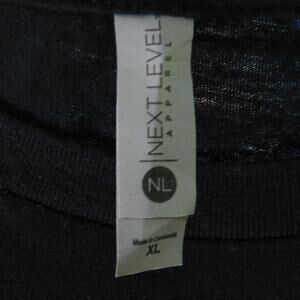 NEXT LEVEL
APPAREL
NL
Made in Cambodia
XL